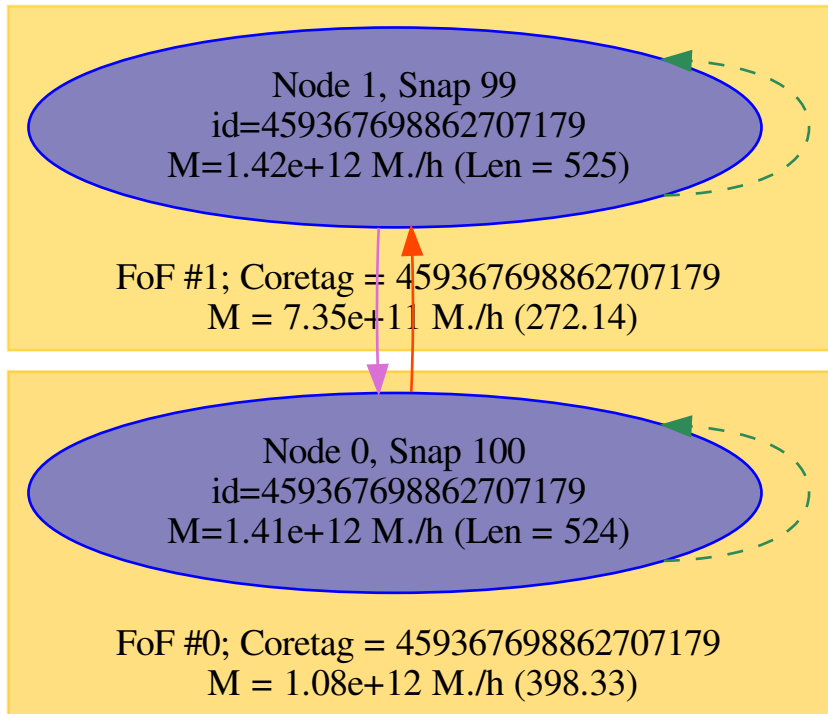 Node 1, Snap 99
id=459367698862707179
M=1.42e+12 M./h (Len = 525)
FoF #1; Coretag = 459367698862707179
M = 7.35e+11 M./h (272.14)
Node 0, Snap 100
id=459367698862707179
M=1.41e+12 M./h (Len = 524)
FoF #0; Coretag = 459367698862707179
M = 1.08e+12 M./h (398.33)